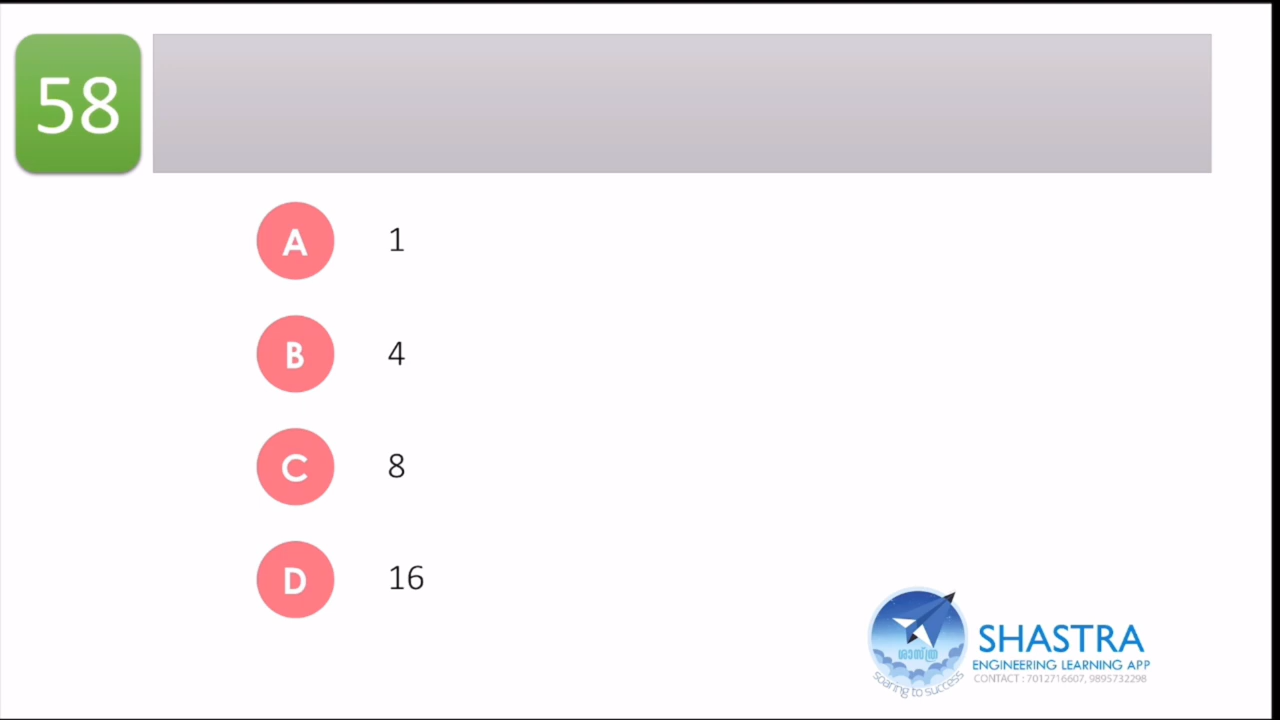 58
A 1
B 4
C 8
D 16
ശാസ്ത്ര
soaring to success
SHASTRA
ENGINEERING LEARNING APP
CONTACT : 7012716607, 9895732298